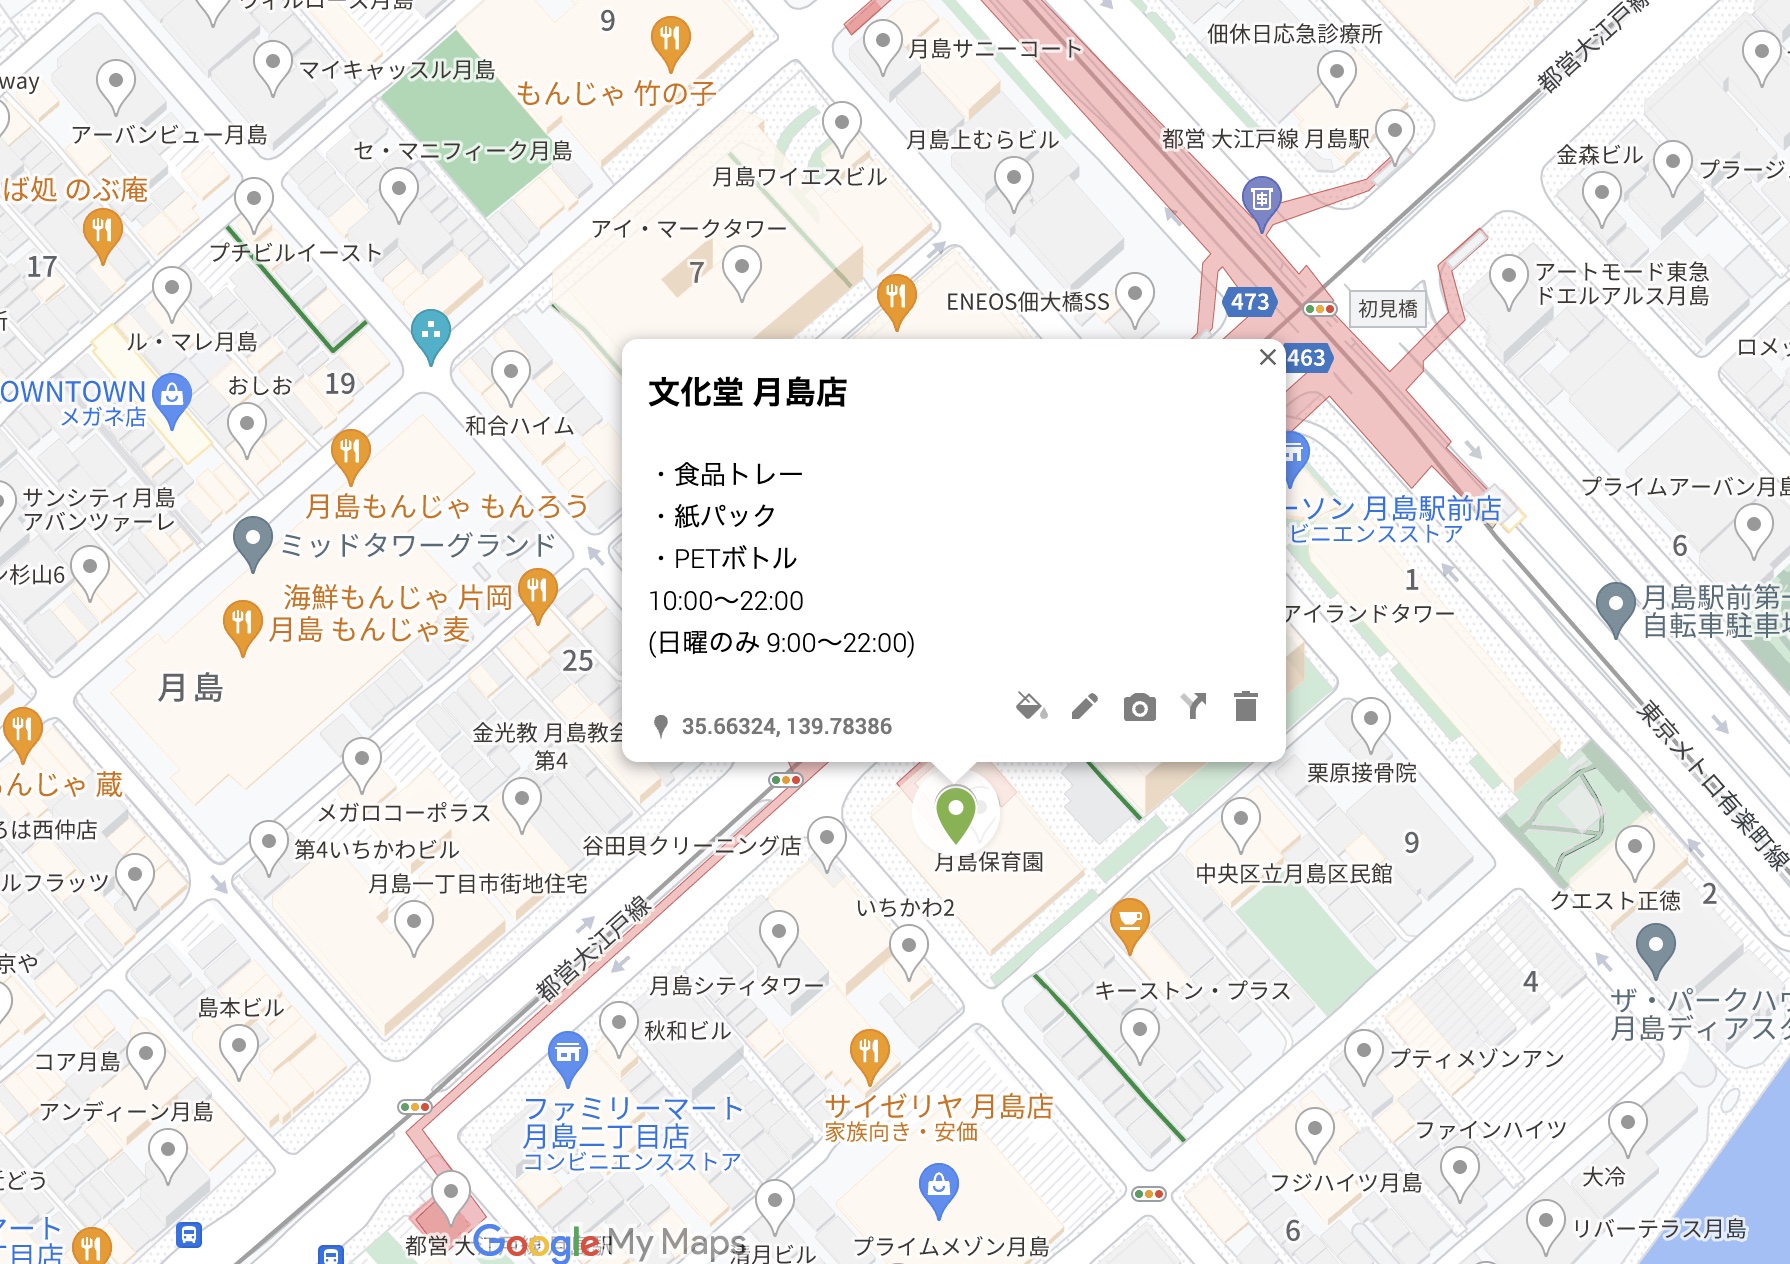 ウィルローズ月島
9
月島サニーコート
佃休日応急診療所
都営大江戸線
マイキャッスル月島
way
もんじゃ 竹の子
アーバンビュー月島
セ・マニフィーク月島
月島上むらビル
都営 大江戸線 月島駅
金森ビル
プラージ
ば処 のぶ庵
月島ワイエスビル
アイ・マークタワー
プチビルイースト
17
7
ENEOS佃大橋SS
473
初見橋
アートモード東急
ドエルアルス月島
所
ル・マレ月島
463
ロメッ
OWNTOWN
メガネ店
おしお
19
和合ハイム
文化堂 月島店
・食品トレー
・紙パック
・PETボトル
10:00〜22:00
(日曜のみ 9:00〜22:00)
35.66324, 139.78386
サンシティ月島
アバンツァーレ
月島もんじゃ もんろう
ミッドタワーグランド
ーソン 月島駅前店
ビニエンスストア
プライムアーバン月島
6
ン杉山6
海鮮もんじゃ 片岡
月島 もんじゃ麦
1
アイランドタワー
月島駅前第一
自転車駐車場
25
月島
金光教 月島教会
第4
東京メトロ有楽町線
もんじゃ 蔵
メガロコーポラス
栗原接骨院
ろは西仲店
第4いちかわビル
谷田貝クリーニング店
月島保育園
9
ルフラッツ
月島一丁目市街地住宅
中央区立月島区民館
クエスト正徳
2
都営大江戸線
いちかわ2
京や
月島シティタワー
キーストン・プラス
4
ザ・パークハウ
月島ディアスタ
島本ビル
秋和ビル
コア月島
プティメゾンアン
アンディーン月島
ファミリーマート
月島二丁目店
コンビニエンスストア
サイゼリヤ 月島店
家族向き・安価
ファインハイツ
大冷
フジハイツ月島
近どう
マート
丁目店
都営 大江戸線 月島駅
Google My Maps
清月ビル
プライムメゾン月島
6
リバーテラス月島